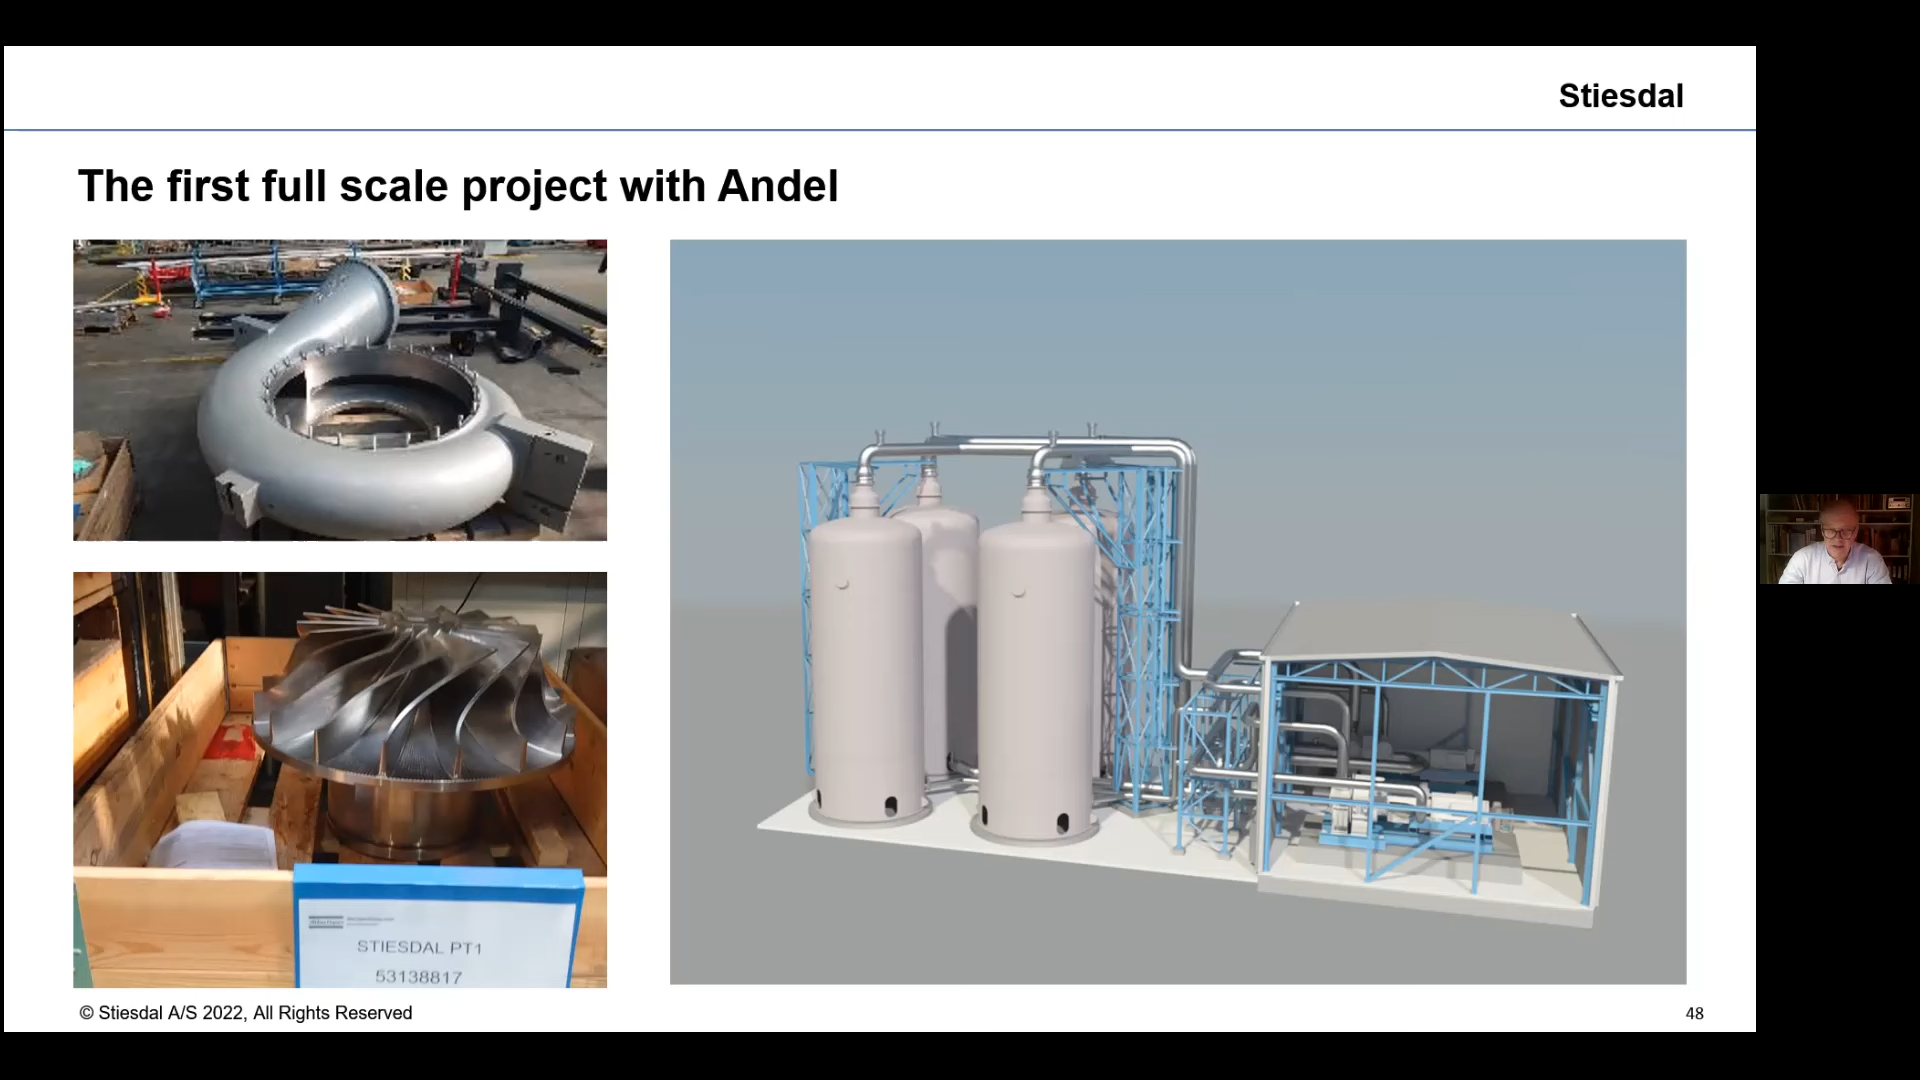 Stiesdal
The first full scale project with Andel
STIESDAL PT1
53138817
© Stiesdal A/S 2022, All Rights Reserved
48